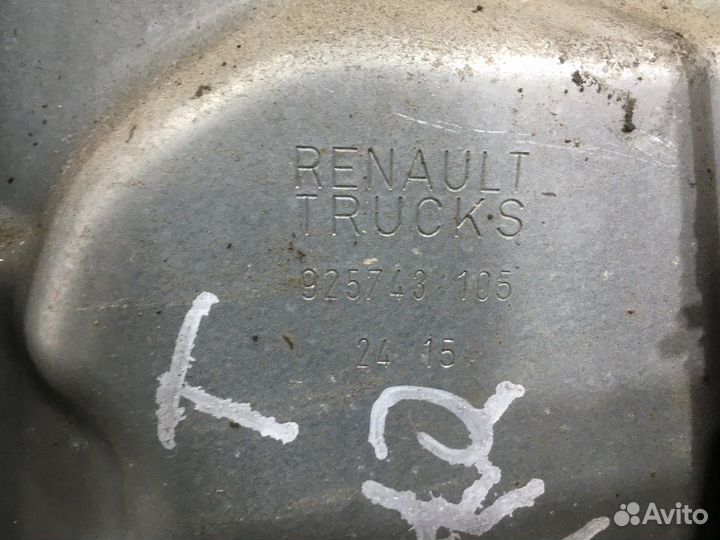 RENAULT
TRUCKS
925743 105
24 15
T
Avito